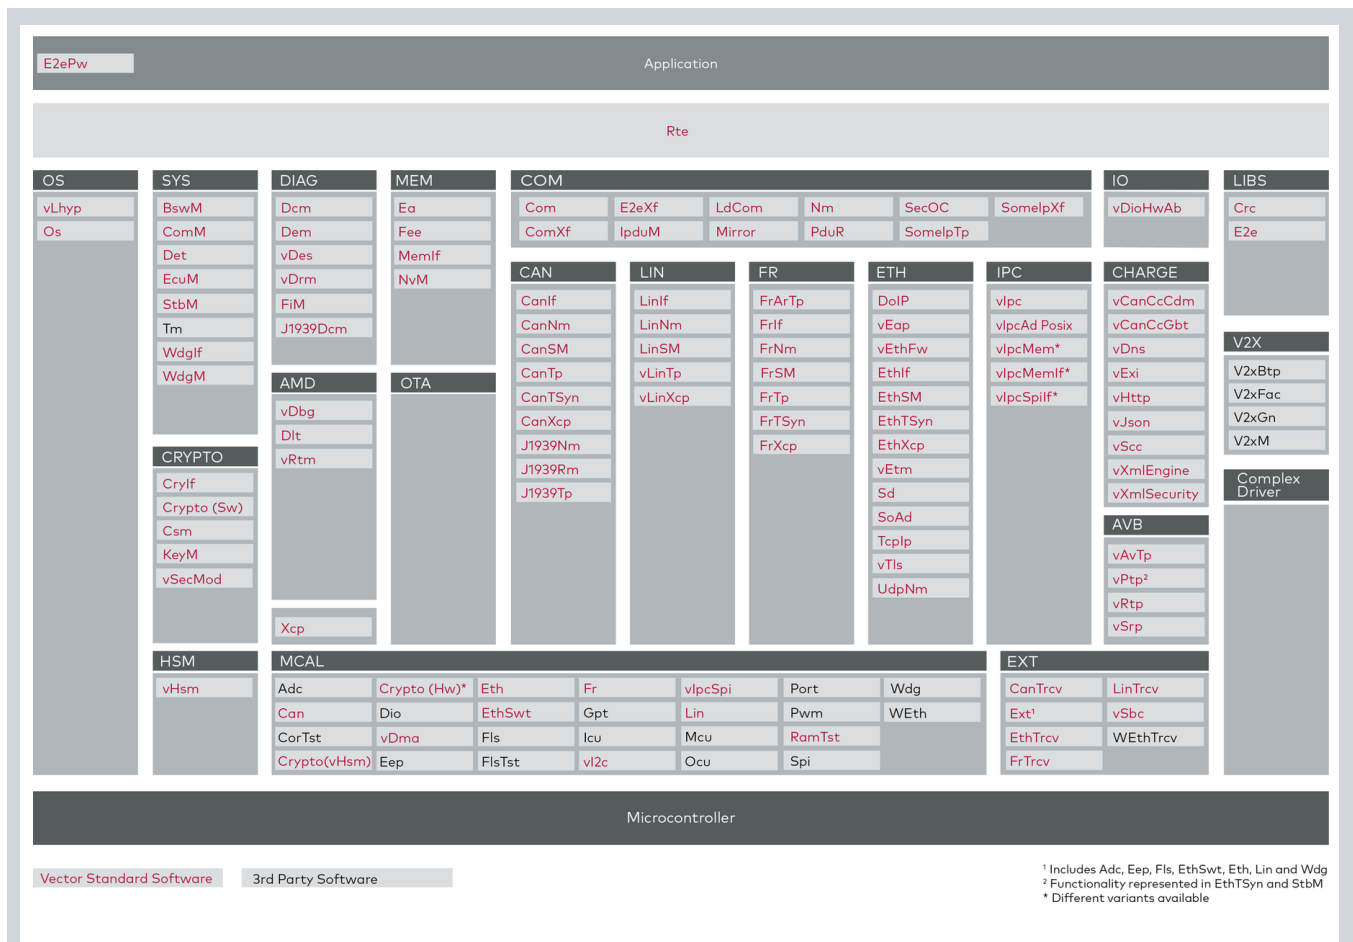 E2ePw
Application
Rte
OS
vLhyp
Os
SYS
BswM
ComM
Det
EcuM
StbM
Tm
WdgIf
WdgM
CRYPTO
CryIf
Crypto (Sw)
Csm
KeyM
vSecMod
HSM
vHsm
DIAG
Dcm
Dem
vDes
vDrm
FiM
J1939Dcm
AMD
vDbg
Dlt
vRtm
Xcp
MEM
Ea
Fee
MemIf
NvM
OTA
COM
Com E2eXf LdCom Nm SecOC SomeIpXf
ComXf IpduM Mirror PduR SomeIpTp
CAN
CanIf
CanNm
CanSM
CanTp
CanTSyn
CanXcp
J1939Nm
J1939Rm
J1939Tp
LIN
LinIf
LinNm
LinSM
vLinTp
vLinXcp
FR
FrArTp
FrIf
FrNm
FrSM
FrTp
FrTSyn
FrXcp
ETH
DoIP
vEap
vEthFw
EthIf
EthSM
EthTSyn
EthXcp
vEtm
Sd
SoAd
TcpIp
vTls
UdpNm
IPC
vIpc
vIpcAd Posix
vIpcMem*
vIpcMemIf*
vIpcSpiIf*
IO
vDioHwAb
CHARGE
vCanCcCdm
vCanCcGbt
vDns
vExi
vHttp
vJson
vScc
vXmlEngine
vXmlSecurity
AVB
vAvTp
vPtp²
vRtp
vSrp
LIBS
Crc
E2e
V2X
V2xBtp
V2xFac
V2xGn
V2xM
Complex
Driver
MCAL
Adc Crypto (Hw)* Eth Fr vIpcSpi Port Wdg
Can Dio EthSwt Gpt Lin Pwm WEth
CorTst vDma Fls Icu Mcu RamTst
Crypto(vHsm) Eep FlsTst vI2c Ocu Spi
EXT
CanTrcv LinTrcv
Ext¹ vSbc
EthTrcv WEthTrcv
FrTrcv
Microcontroller
Vector Standard Software
3rd Party Software
¹ Includes Adc, Eep, Fls, EthSwt, Eth, Lin and Wdg
² Functionality represented in EthTSyn and StbM
* Different variants available